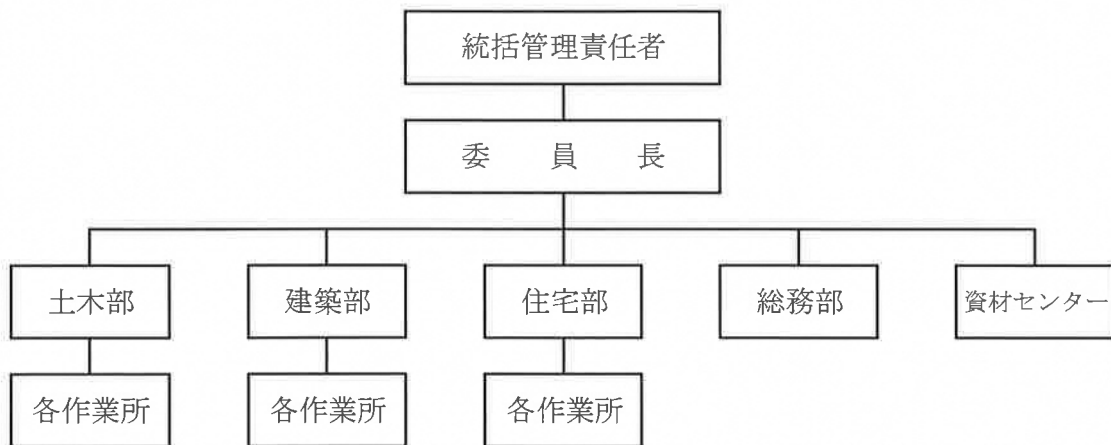 統括管理責任者
委員長
土木部
建築部
住宅部
総務部
資材センター
各作業所
各作業所
各作業所